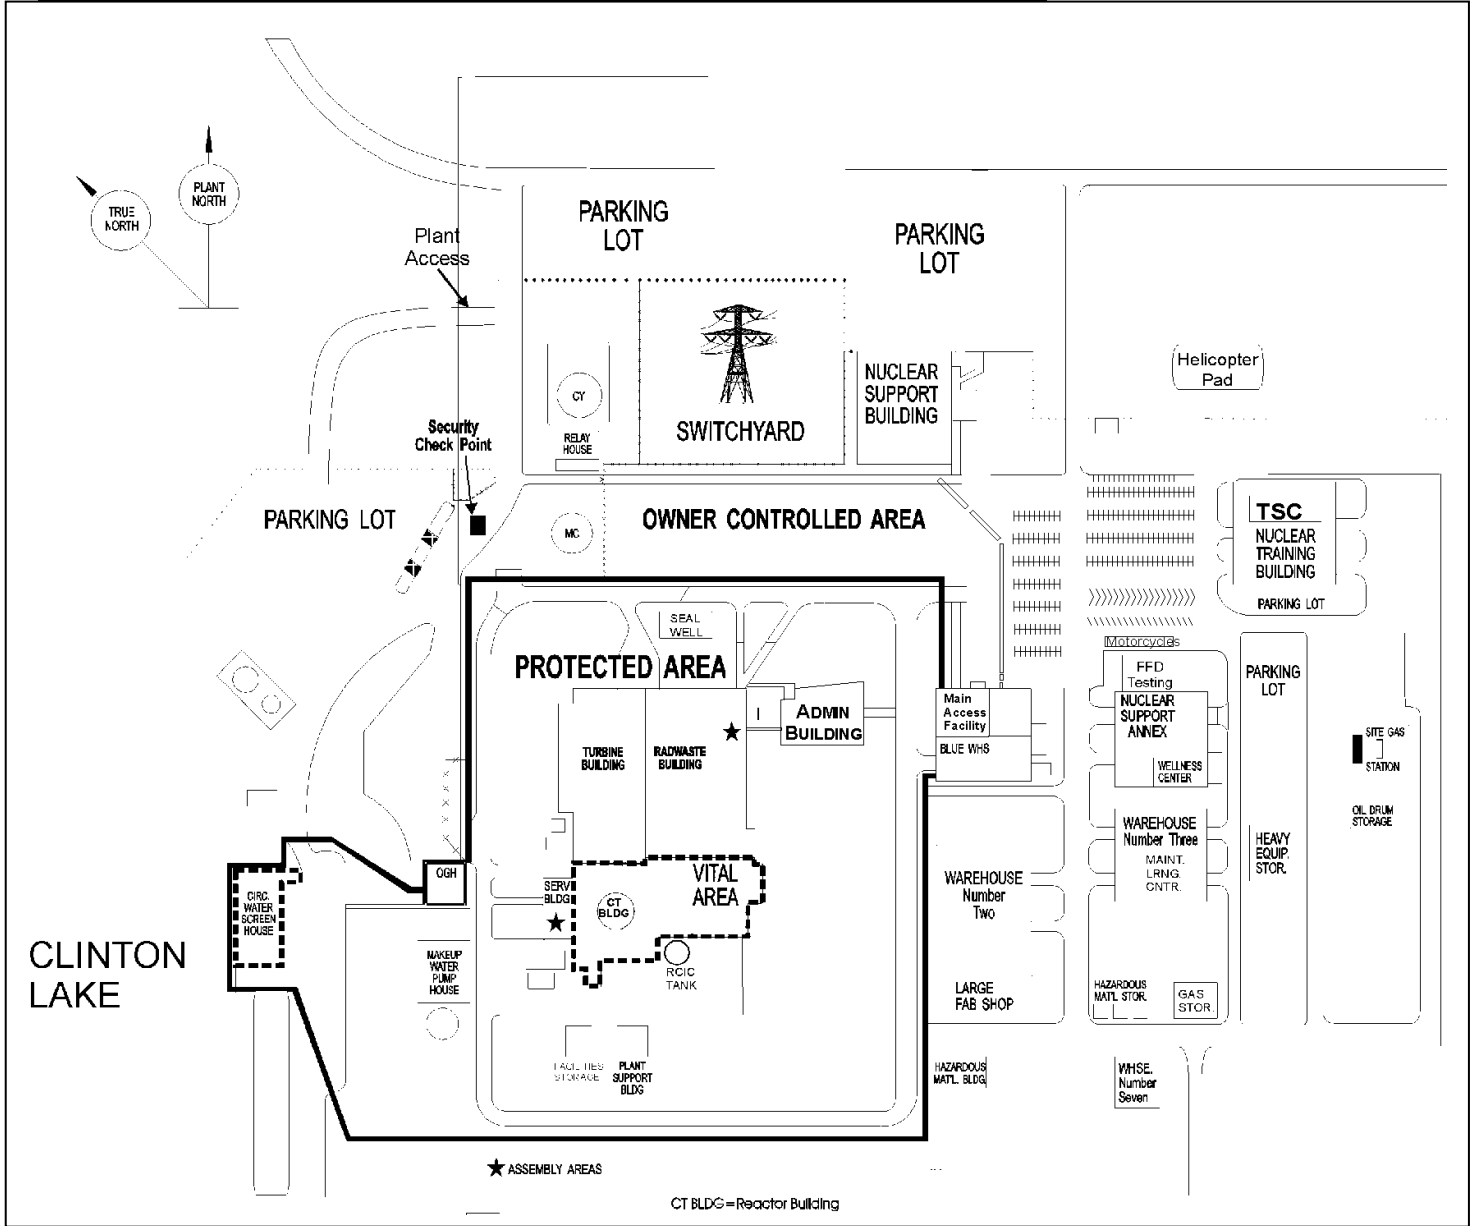 PLANT
NORTH
TRUE
NORTH
PARKING
LOT
PARKING
LOT
Plant
Access
Helicopter
Pad
NUCLEAR
SUPPORT
BUILDING
CY
SWITCHYARD
RELAY
HOUSE
Security
Check Point
PARKING LOT
MC
OWNER CONTROLLED AREA
TSC
NUCLEAR
TRAINING
BUILDING
PARKING LOT
SEAL
WELL
PROTECTED AREA
Motorcycles
FFD
Testing
NUCLEAR
SUPPORT
ANNEX
WELLNESS
CENTER
PARKING
LOT
Main
Access
Facility
BLUE WHS
I
ADMIN
BUILDING
TURBINE
BUILDING
RADWASTE
BUILDING
SITE GAS
STATION
OIL DRUM
STORAGE
WAREHOUSE
Number Three
MAINT.
LRNG.
CNTR.
HEAVY
EQUIP.
STOR.
OGH
SERV
BLDG
CT
BLDG
VITAL
AREA
WAREHOUSE
Number
Two
CIRC.
WATER
SCREEN
HOUSE
CLINTON
LAKE
MAKEUP
WATER
PUMP
HOUSE
RCIC
TANK
LARGE
FAB SHOP
HAZARDOUS
MAT'L STOR.
GAS
STOR.
FACILITIES
STORAGE
PLANT
SUPPORT
BLDG
HAZARDOUS
MAT'L. BLDG
WHSE.
Number
Seven
ASSEMBLY AREAS
CT BLDG=Reactor Building